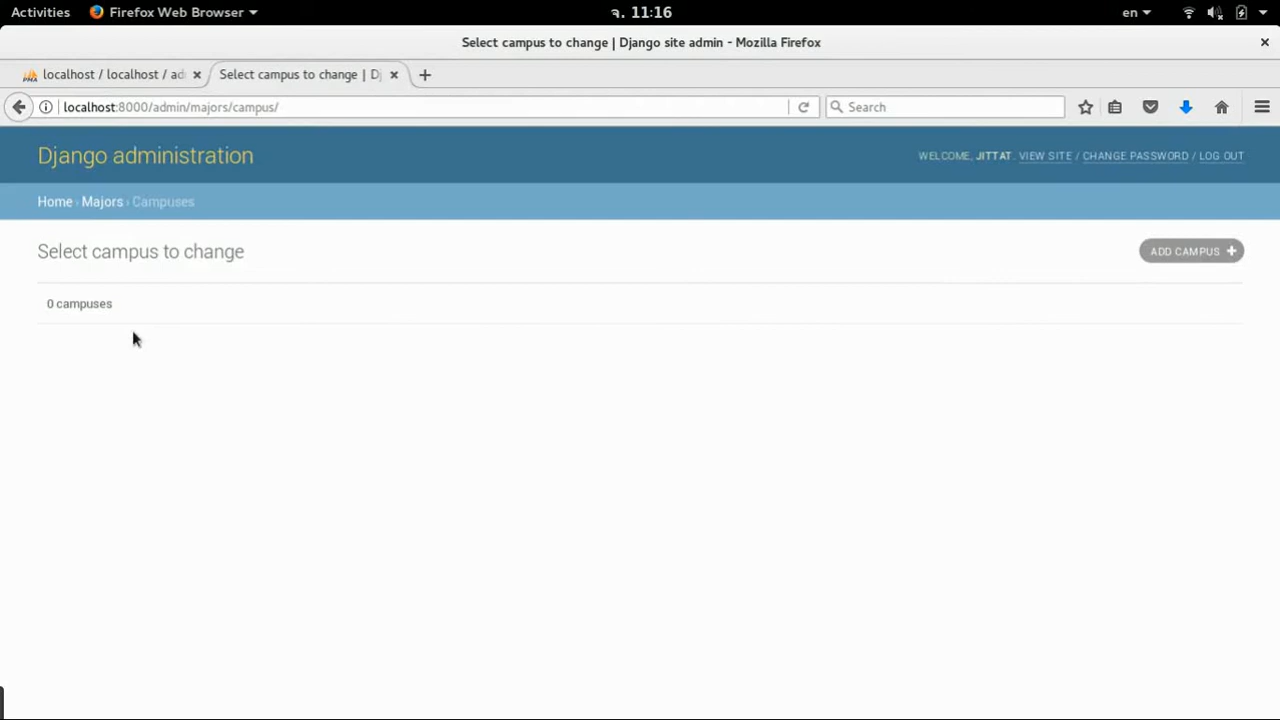 Activities Firefox Web Browser จ. 11:16 en
Select campus to change | Django site admin - Mozilla Firefox
localhost / localhost / ad Select campus to change | Dj
localhost:8000/admin/majors/campus/ Search
Django administration WELCOME, JITTAT. VIEW SITE / CHANGE PASSWORD / LOG OUT
Home › Majors › Campuses
Select campus to change ADD CAMPUS +
0 campuses